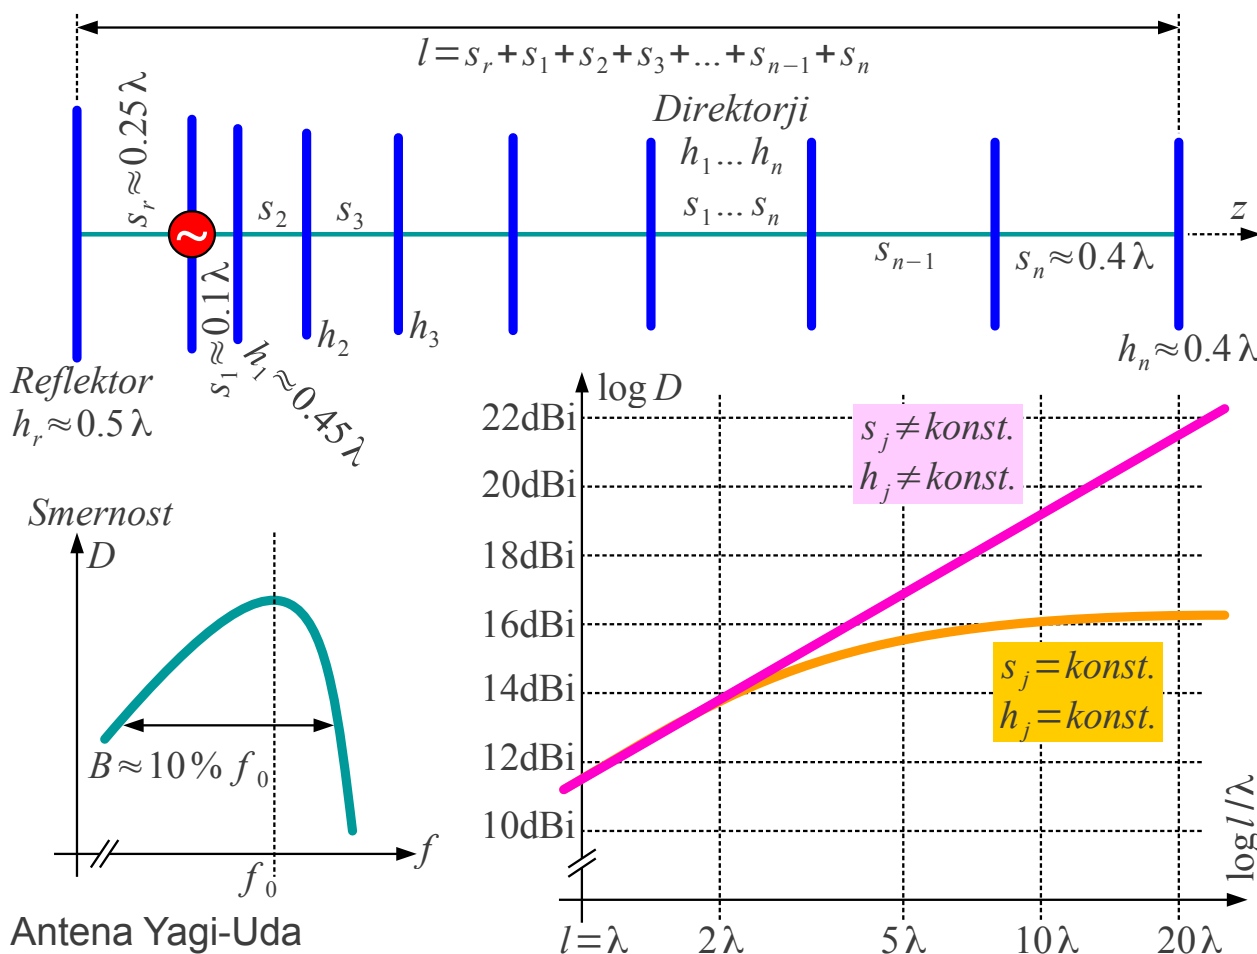 l=s_r+s_1+s_2+s_3+...+s_{n−1}+s_n
s_r≈0.25λ
Direktorji
h_1...h_n
s_1...s_n
s_2
s_3
z
~
s_{n−1}
s_n≈0.4λ
s_1≈0.1λ
h_1≈0.45λ
h_2
h_3
h_n≈0.4λ
Reflektor
h_r≈0.5λ
log D
22dBi
20dBi
18dBi
16dBi
14dBi
12dBi
10dBi
s_j≠konst.
h_j≠konst.
s_j=konst.
h_j=konst.
log l/λ
l=λ
2λ
5λ
10λ
20λ
Smernost
D
B≈10% f_0
f
f_0
Antena Yagi-Uda